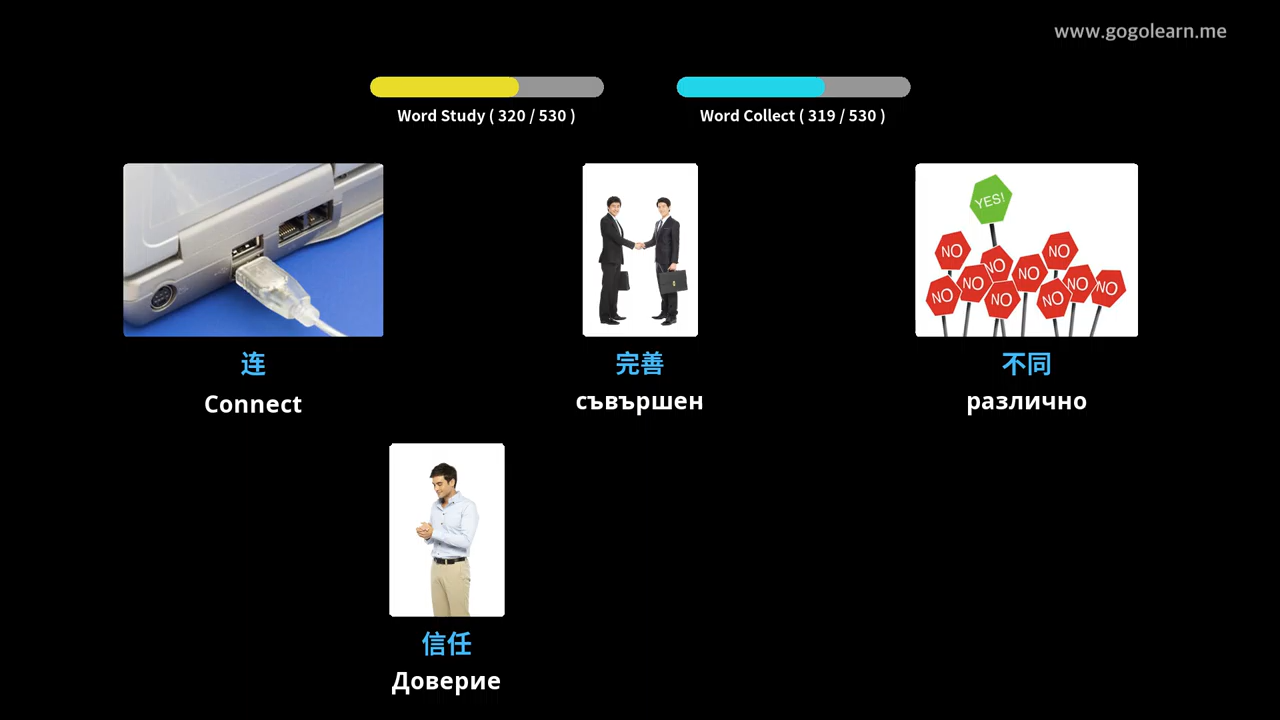 www.gogolearn.me
Word Study ( 320 / 530 )
Word Collect ( 319 / 530 )
YES!
NO
NO
NO
NO
NO
NO
NO
NO
NO
NO
连
Connect
完善
съвършен
不同
различно
信任
Доверие